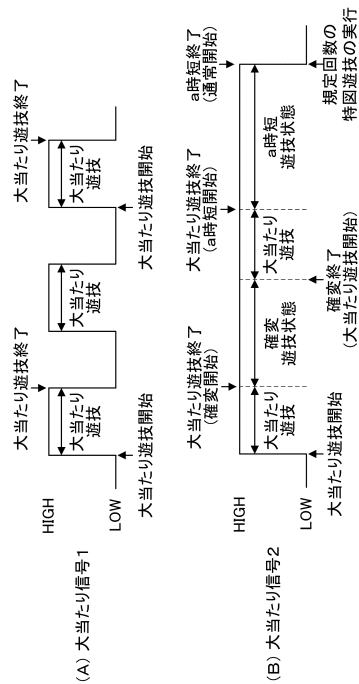 (A) 大当たり信号1
HIGH
LOW
大当たり遊技終了
大当たり遊技終了
大当たり
遊技
大当たり
遊技
大当たり
遊技
大当たり遊技開始
大当たり遊技開始
(B) 大当たり信号2
HIGH
LOW
大当たり遊技終了
(確変開始)
大当たり遊技終了
(a時短開始)
a時短終了
(通常開始)
大当たり
遊技
確変
遊技状態
大当たり
遊技
a時短
遊技状態
大当たり遊技開始
確変終了
(大当たり遊技開始)
規定回数の
特図遊技の実行